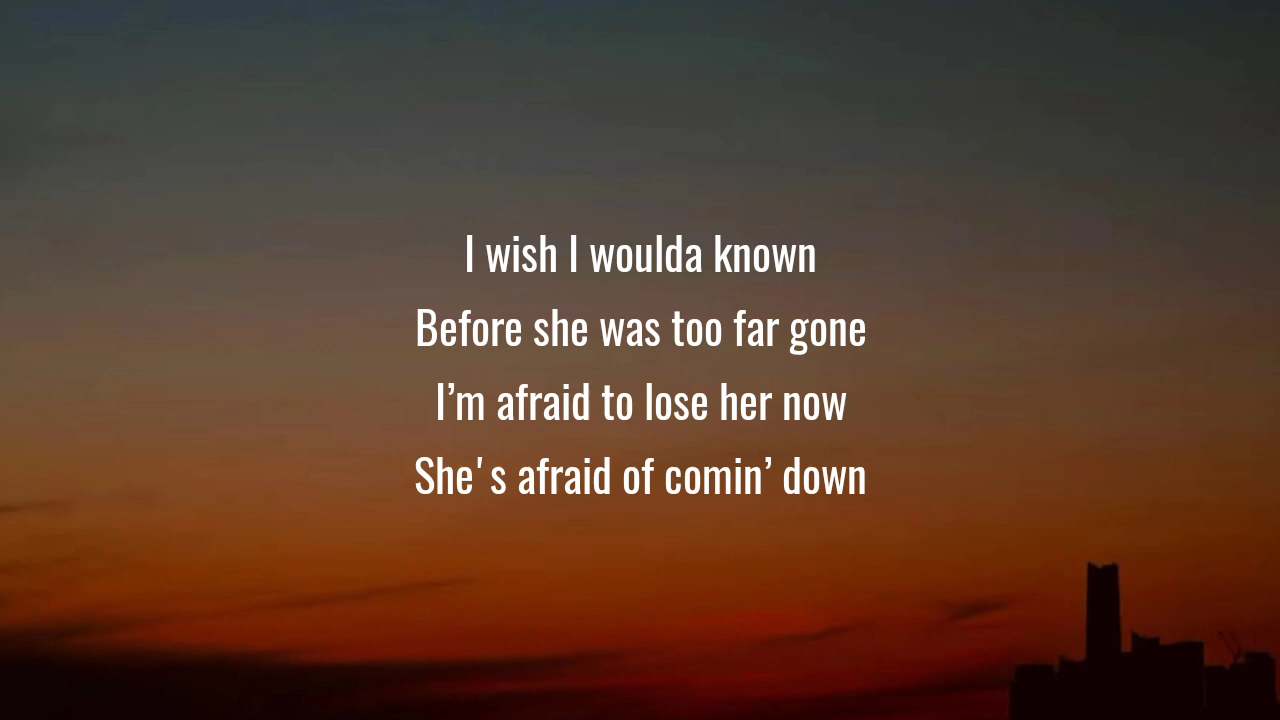 I wish I woulda known
Before she was too far gone
I’m afraid to lose her now
She's afraid of comin’ down